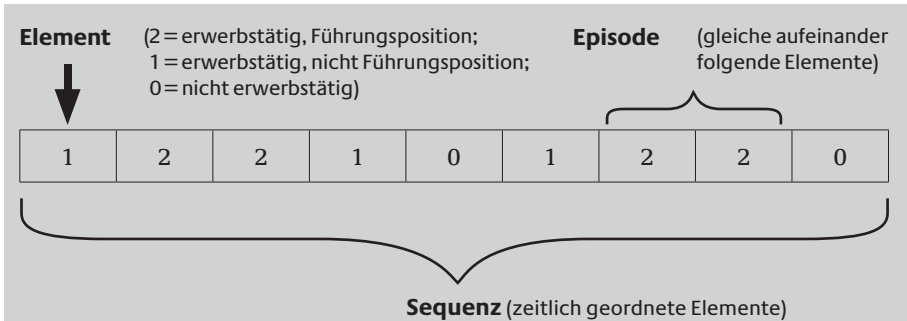 Element (2 = erwerbstätig, Führungsposition;
1 = erwerbstätig, nicht Führungsposition;
0 = nicht erwerbstätig)
Episode (gleiche aufeinander
folgende Elemente)
1 2 2 1 0 1 2 2 0
Sequenz (zeitlich geordnete Elemente)